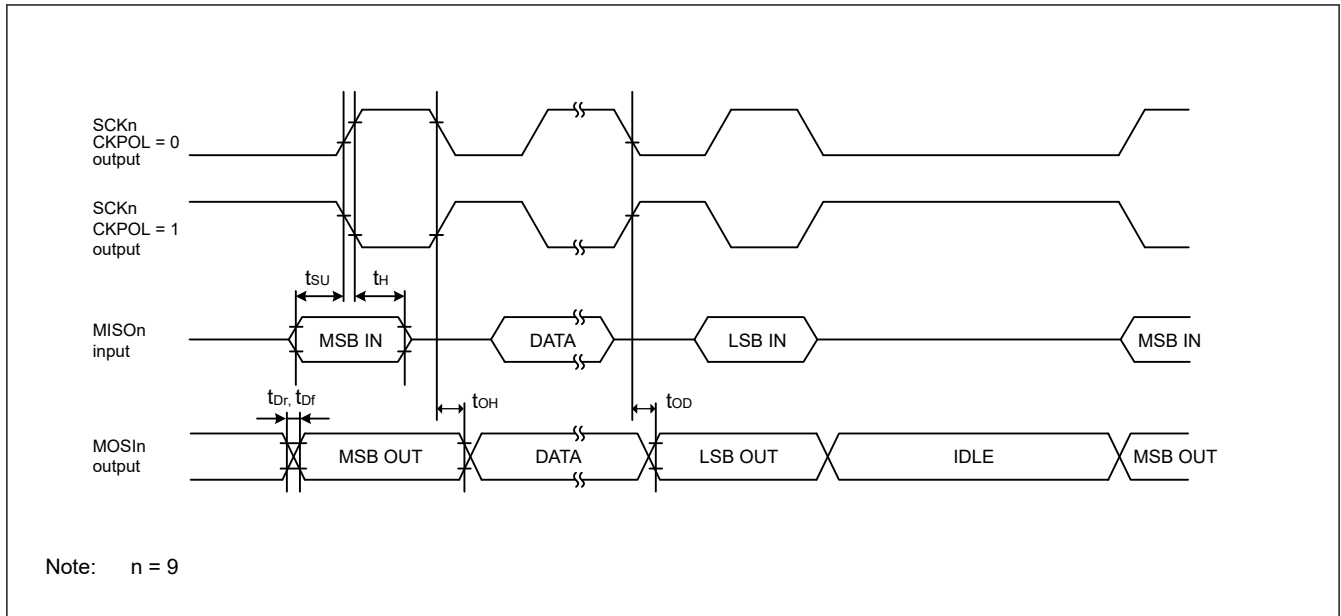 SCKn
CKPOL = 0
output
SCKn
CKPOL = 1
output
tSU
tH
MISOn
input
MSB IN
DATA
LSB IN
MSB IN
tDr, tDf
tOH
tOD
MOSIn
output
MSB OUT
DATA
LSB OUT
IDLE
MSB OUT
Note: n = 9